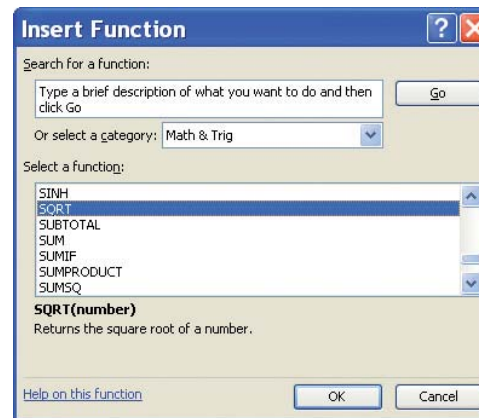 Insert Function
Search for a function:
Type a brief description of what you want to do and then
click Go
Go
Or select a category: Math & Trig
Select a function:
SINH
SQRT
SUBTOTAL
SUM
SUMIF
SUMPRODUCT
SUMSQ
SQRT(number)
Returns the square root of a number.
Help on this function
OK
Cancel